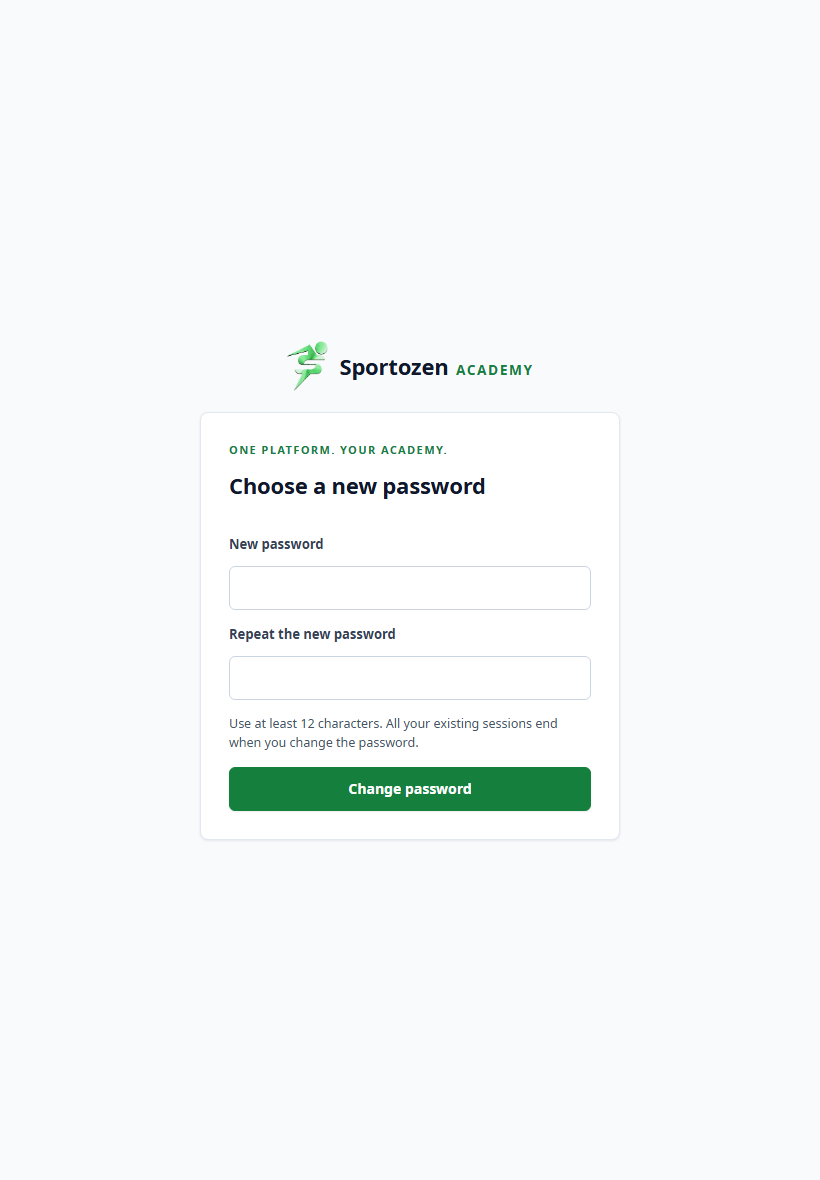 Sportozen ACADEMY
ONE PLATFORM. YOUR ACADEMY.
Choose a new password
New password
Repeat the new password
Use at least 12 characters. All your existing sessions end
when you change the password.
Change password